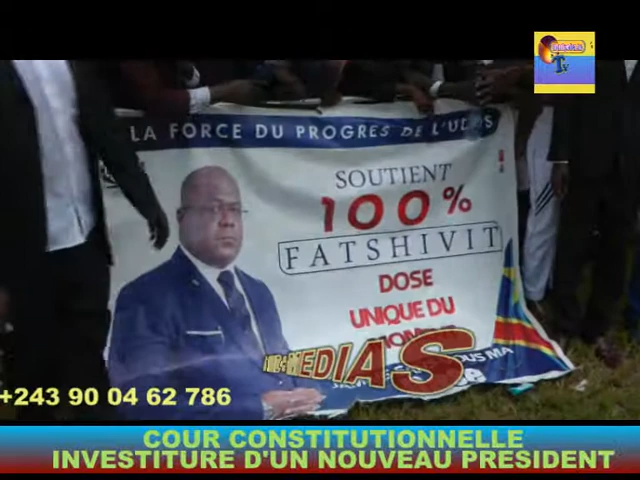 Tv
LA FORCE DU PROGRES DE L'UDPS
SOUTIENT
100%
FATSHIVIT
DOSE
UNIQUE DU
MEDIAS
+243 90 04 62 786
COUR CONSTITUTIONNELLE
INVESTITURE D'UN NOUVEAU PRESIDENT